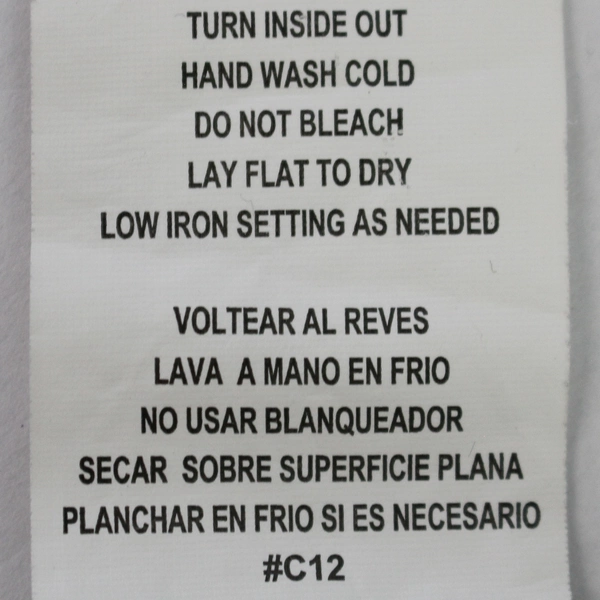 TURN INSIDE OUT
HAND WASH COLD
DO NOT BLEACH
LAY FLAT TO DRY
LOW IRON SETTING AS NEEDED
VOLTEAR AL REVES
LAVA A MANO EN FRIO
NO USAR BLANQUEADOR
SECAR SOBRE SUPERFICIE PLANA
PLANCHAR EN FRIO SI ES NECESARIO
#C12